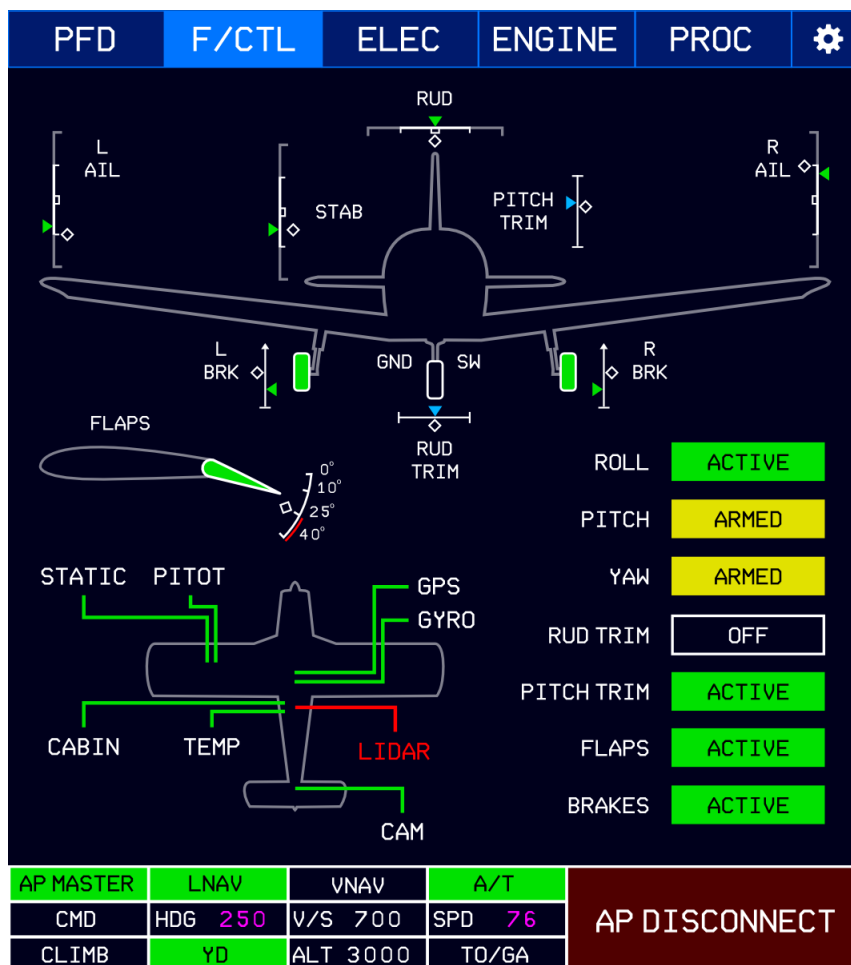 PFD F/CTL ELEC ENGINE PROC
RUD
L
AIL
R
AIL
STAB
PITCH
TRIM
L
BRK
GND SW
R
BRK
RUD
TRIM
FLAPS
0°
10°
25°
40°
ROLL ACTIVE
PITCH ARMED
YAW ARMED
RUD TRIM OFF
PITCH TRIM ACTIVE
FLAPS ACTIVE
BRAKES ACTIVE
STATIC PITOT
GPS
GYRO
CABIN TEMP LIDAR
CAM
AP MASTER LNAV VNAV A/T
CMD HDG 250 V/S 700 SPD 76
CLIMB YD ALT 3000 TO/GA
AP DISCONNECT